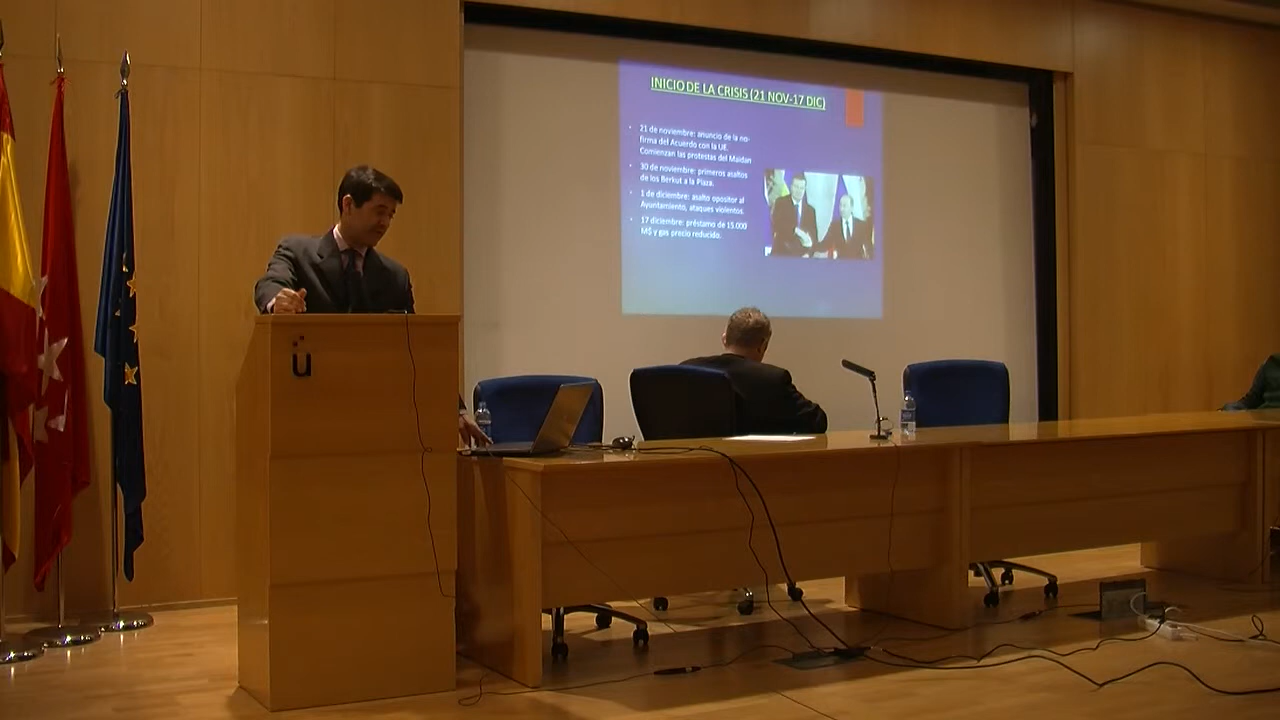 INICIO DE LA CRISIS (21 NOV-17 DIC)
21 de noviembre: anuncio de la no-
firma del Acuerdo con la UE.
Comienzan las protestas del Maidan
30 de noviembre: primeros asaltos
de los Berkut a la Plaza.
1 de diciembre: asalto opositor al
Ayuntamiento, ataques violentos.
17 diciembre: préstamo de 15.000
M$ y gas precio reducido.
ü